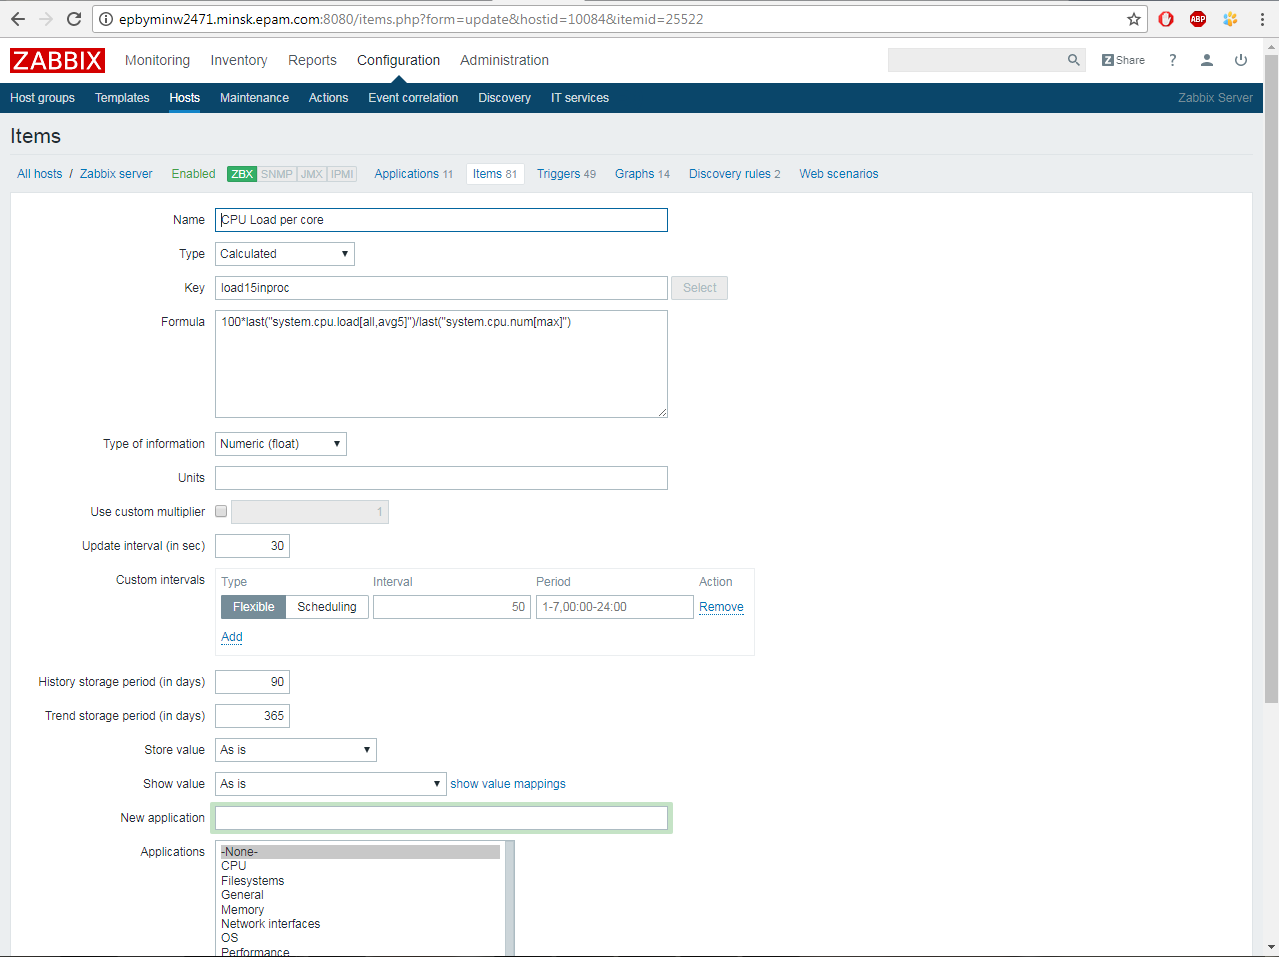 epbyminw2471.minsk.epam.com:8080/items.php?form=update&hostid=10084&itemid=25522
ABP
ZABBIX Monitoring Inventory Reports Configuration Administration Z Share ?
Host groups Templates Hosts Maintenance Actions Event correlation Discovery IT services Zabbix Server
Items
All hosts / Zabbix server Enabled ZBX SNMP JMX IPMI Applications 11 Items 81 Triggers 49 Graphs 14 Discovery rules 2 Web scenarios
Name CPU Load per core
Type Calculated
Key load15inproc Select
Formula 100*last("system.cpu.load[all,avg5]")/last("system.cpu.num[max]")
Type of information Numeric (float)
Units
Use custom multiplier 1
Update interval (in sec) 30
Custom intervals Type Interval Period Action
Flexible Scheduling 50 1-7,00:00-24:00 Remove
Add
History storage period (in days) 90
Trend storage period (in days) 365
Store value As is
Show value As is show value mappings
New application
Applications -None-
CPU
Filesystems
General
Memory
Network interfaces
OS
Performance